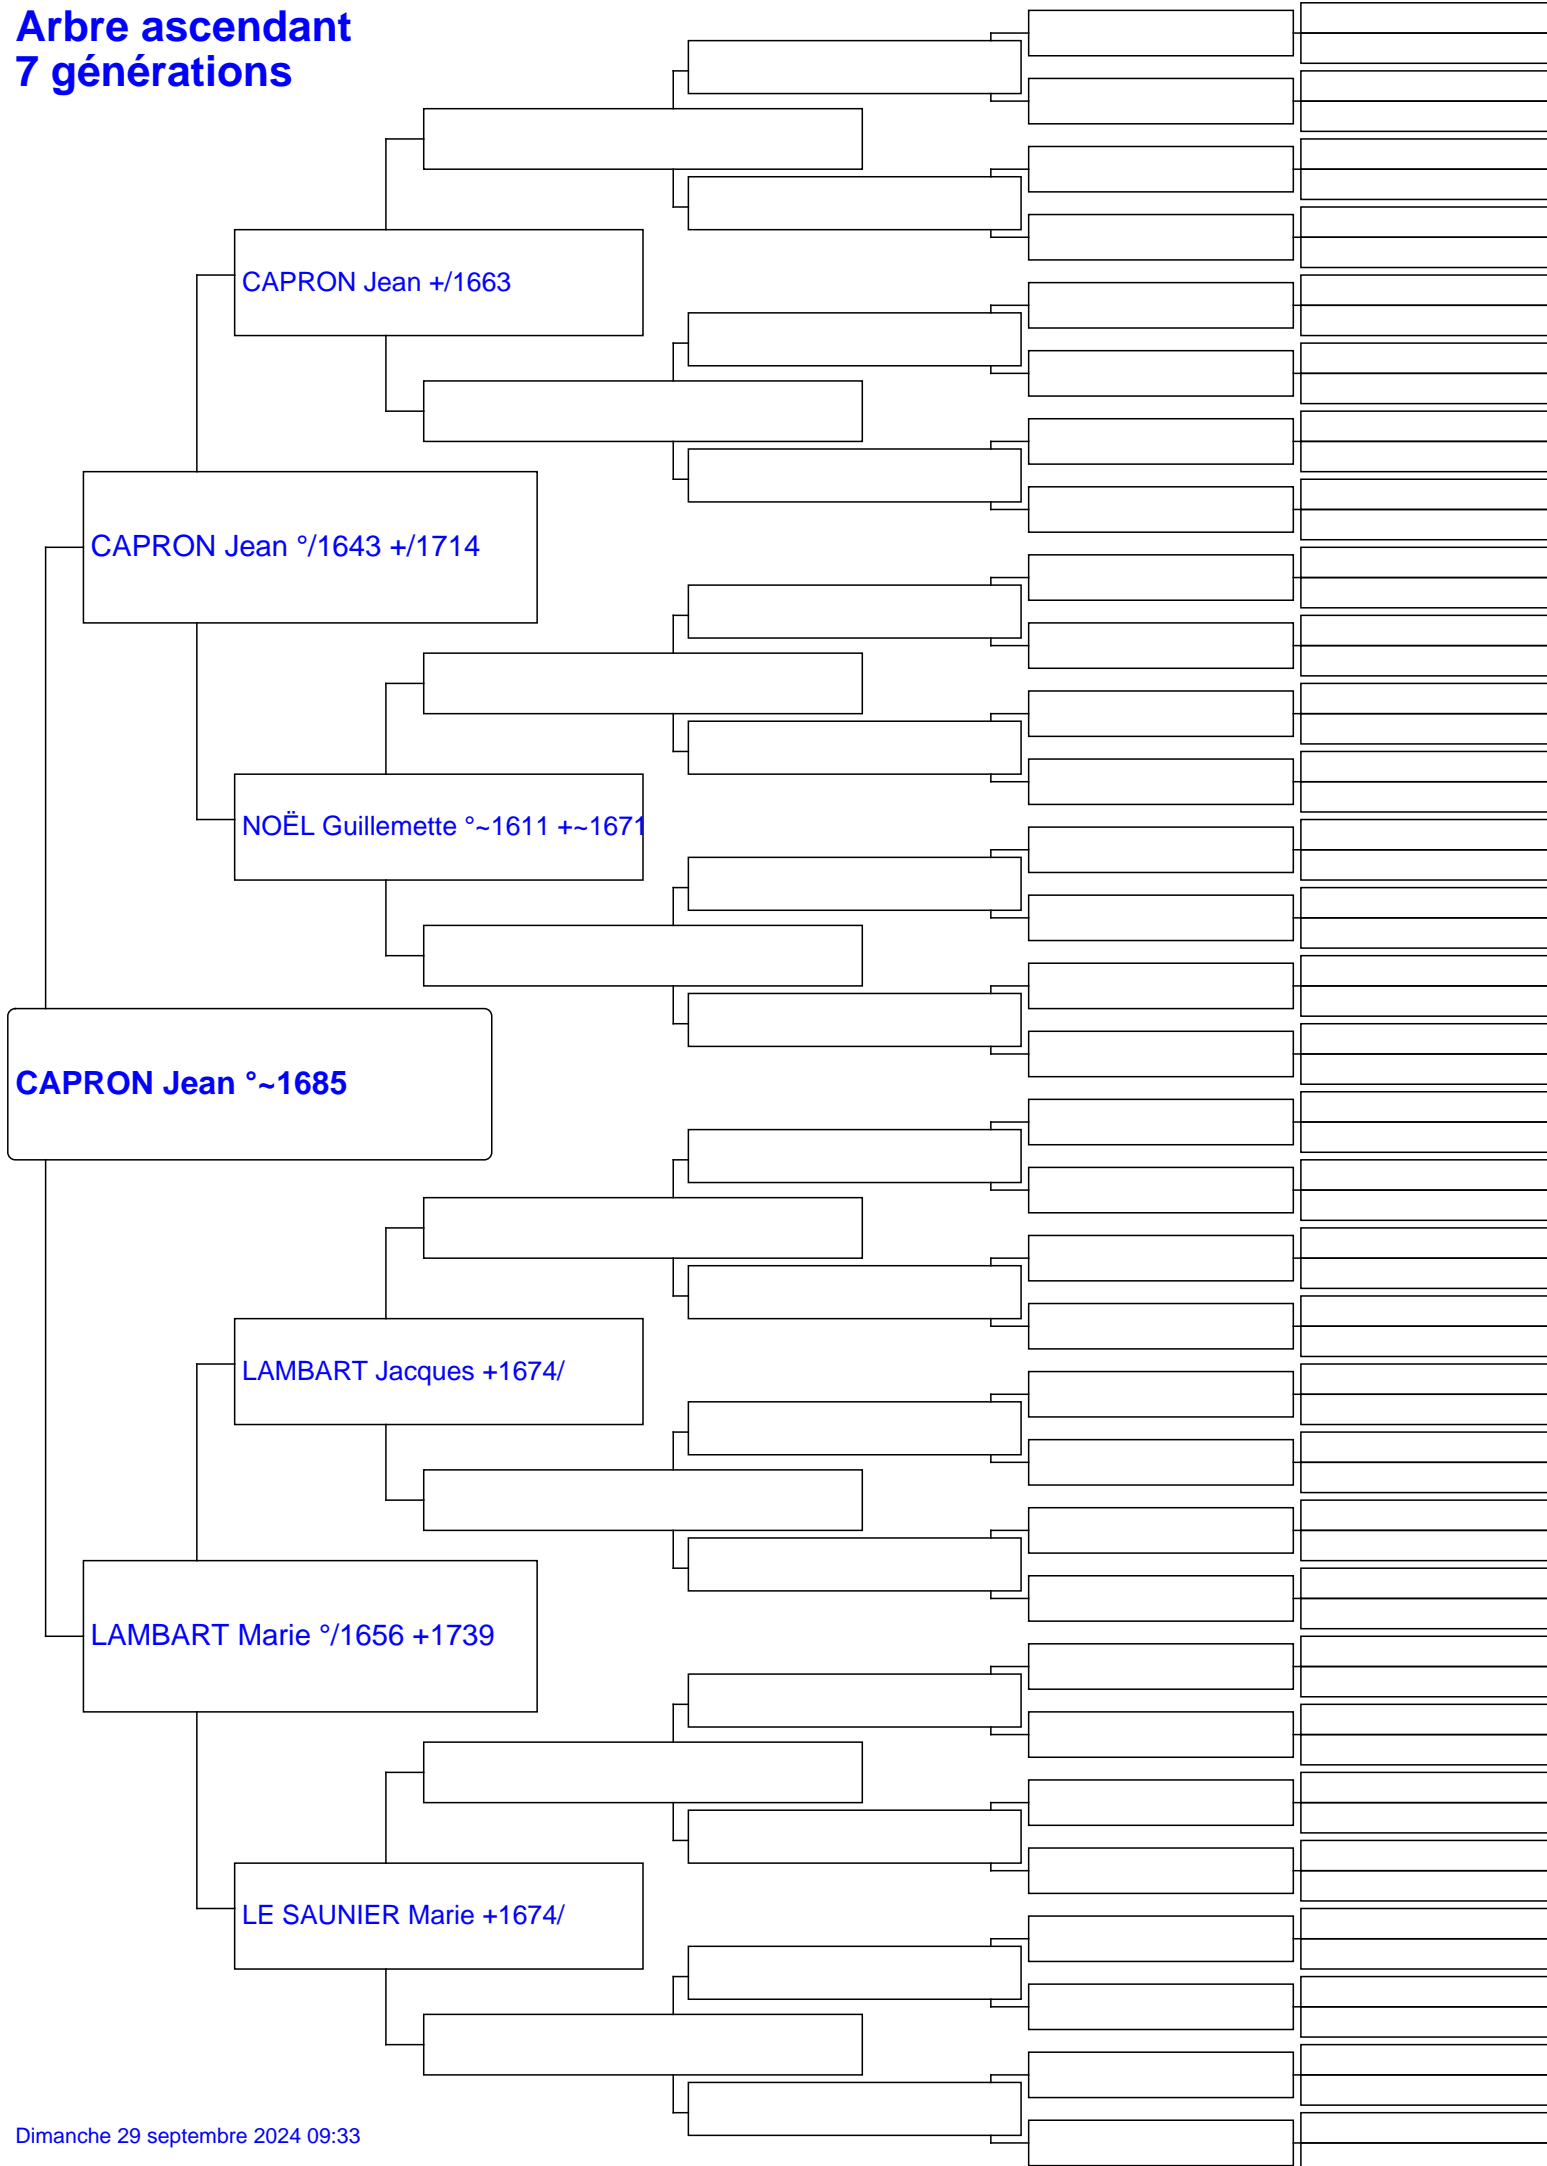 Arbre ascendant
7 générations
CAPRON Jean +/1663
CAPRON Jean °/1643 +/1714
NOËL Guillemette °~1611 +~1671
CAPRON Jean °~1685
LAMBART Jacques +1674/
LAMBART Marie °/1656 +1739
LE SAUNIER Marie +1674/
Dimanche 29 septembre 2024 09:33